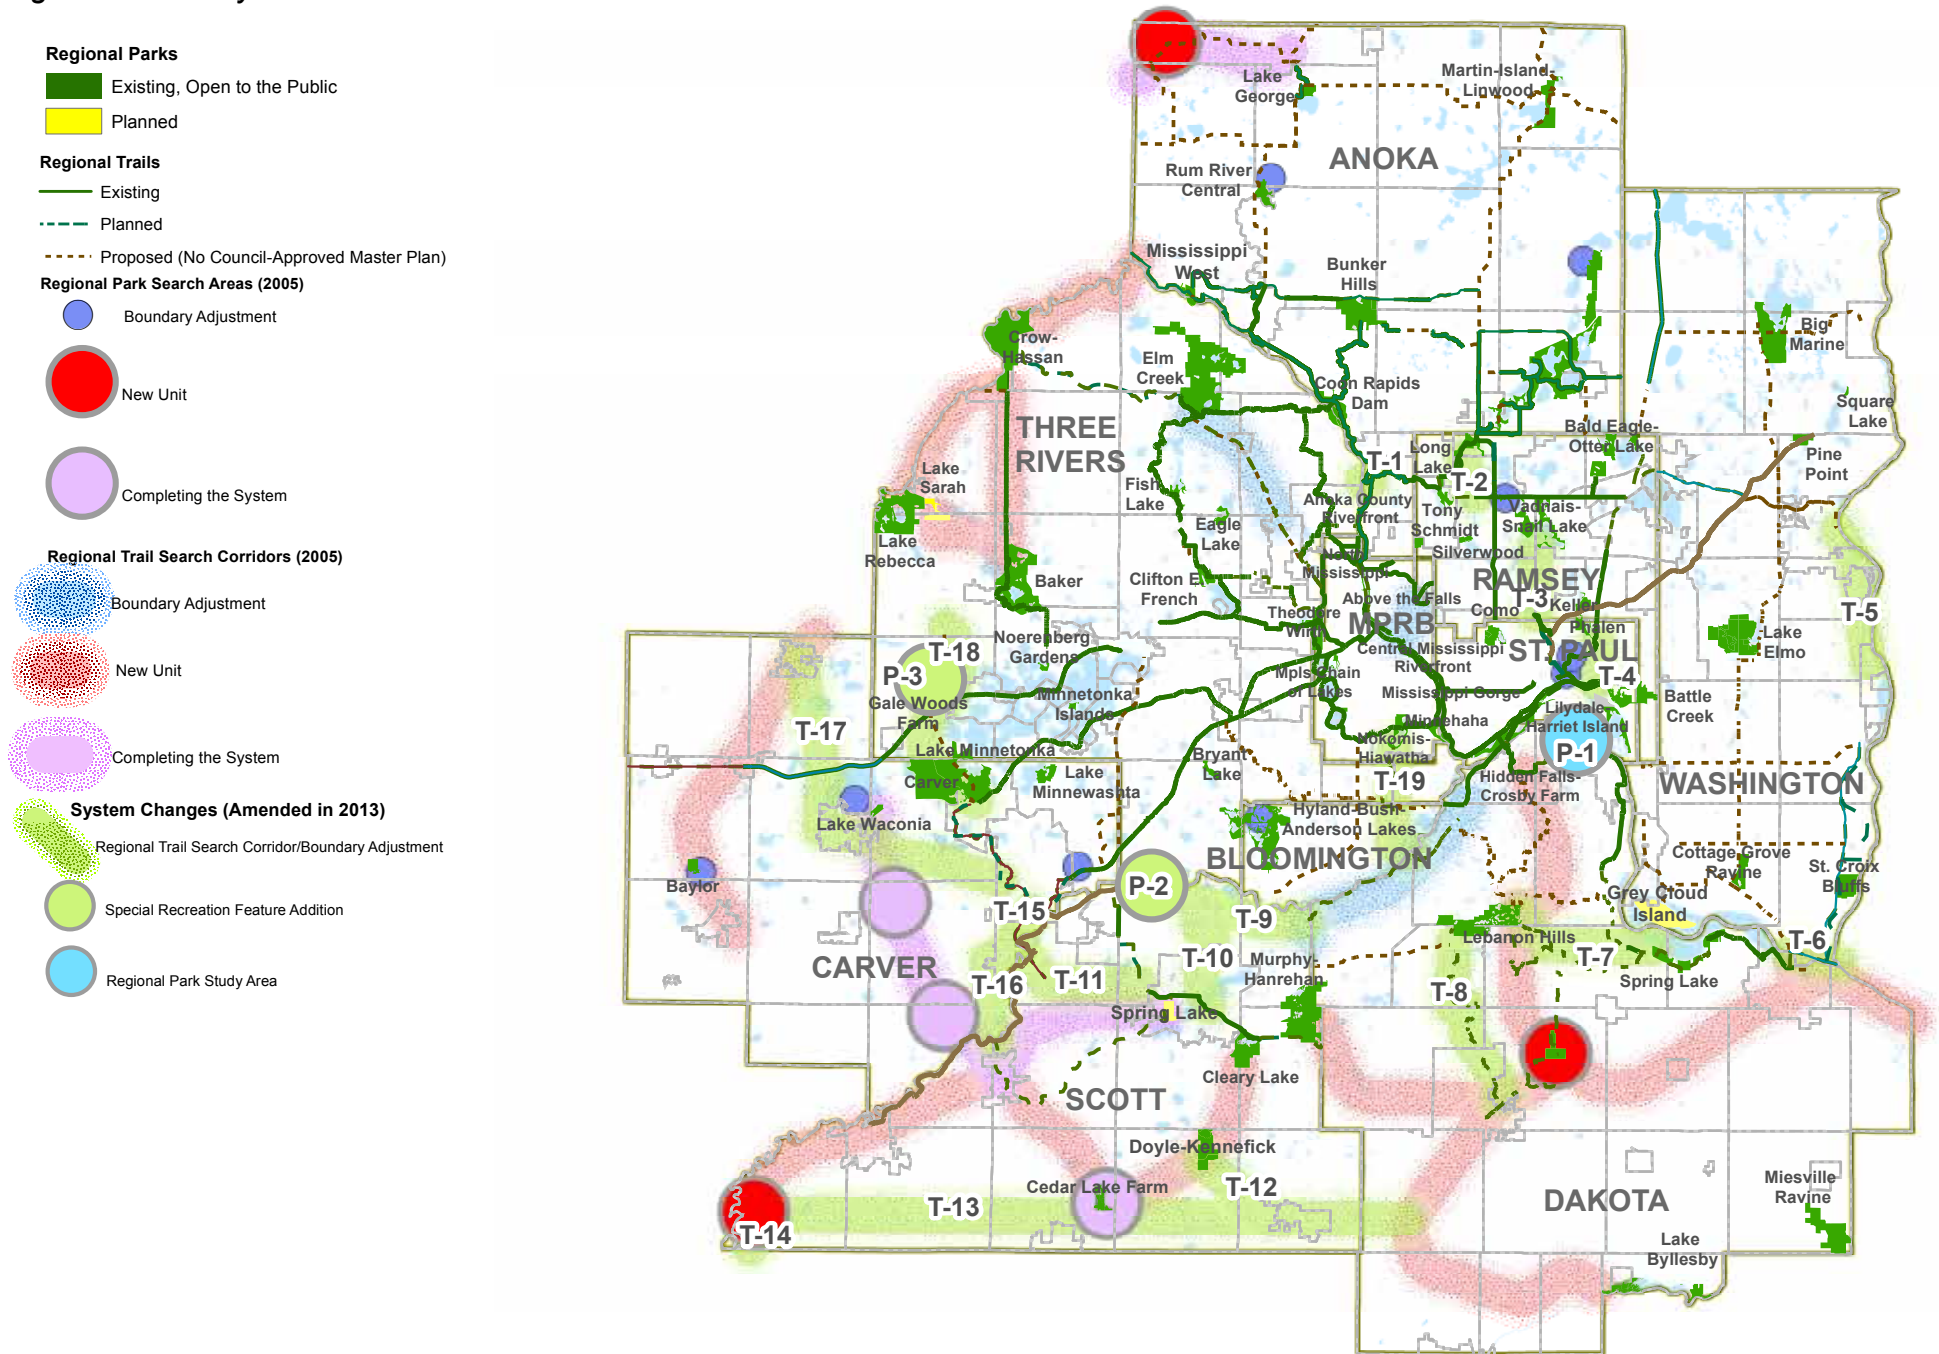 Regional Parks
Existing, Open to the Public
Planned
Regional Trails
Existing
Planned
Proposed (No Council-Approved Master Plan)
Regional Park Search Areas (2005)
Boundary Adjustment
New Unit
Completing the System
Regional Trail Search Corridors (2005)
Boundary Adjustment
New Unit
Completing the System
System Changes (Amended in 2013)
Regional Trail Search Corridor/Boundary Adjustment
Special Recreation Feature Addition
Regional Park Study Area
Lake
George
Martin-Island-
Linwood
ANOKA
Rum River
Central
Mississippi
West
Bunker
Hills
Crow-
Hassan
Elm
Creek
Big
Marine
Coon Rapids
Dam
Square
Lake
THREE
RIVERS
Bald Eagle-
Otter Lake
Long
Lake
T-1
T-2
Pine
Point
Lake
Sarah
Fish
Lake
Anoka County
Riverfront
Tony
Schmidt
Vadnais-
Snail Lake
Eagle
Lake
Lake
Rebecca
North
Mississippi
Silverwood
Baker
Clifton E.
French
RAMSEY
Above the Falls
T-3
Keller
Como
T-5
Theodore
Wirth
MPRB
Phalen
Lake
Elmo
Noerenberg
Gardens
T-18
Central Mississippi
Riverfront
ST. PAUL
P-3
Mpls Chain
of Lakes
T-4
Gale Woods
Farm
Minnetonka
Islands
Mississippi Gorge
Battle
Creek
Lilydale-
Harriet Island
Minnehaha
T-17
Lake Minnetonka
Nokomis-
Hiawatha
P-1
Bryant
Lake
Carver
Lake
Minnewashta
T-19
Hidden Falls-
Crosby Farm
WASHINGTON
Lake Waconia
Hyland-Bush-
Anderson Lakes
BLOOMINGTON
Baylor
P-2
Cottage Grove
Ravine
St. Croix
Bluffs
Grey Cloud
Island
T-15
T-9
Lebanon Hills
T-6
CARVER
T-10
T-7
Murphy-
Hanrehan
T-16
T-11
T-8
Spring Lake
Spring Lake
Cleary Lake
SCOTT
Doyle-Kennefick
Cedar Lake Farm
T-12
T-13
DAKOTA
Miesville
Ravine
T-14
Lake
Byllesby